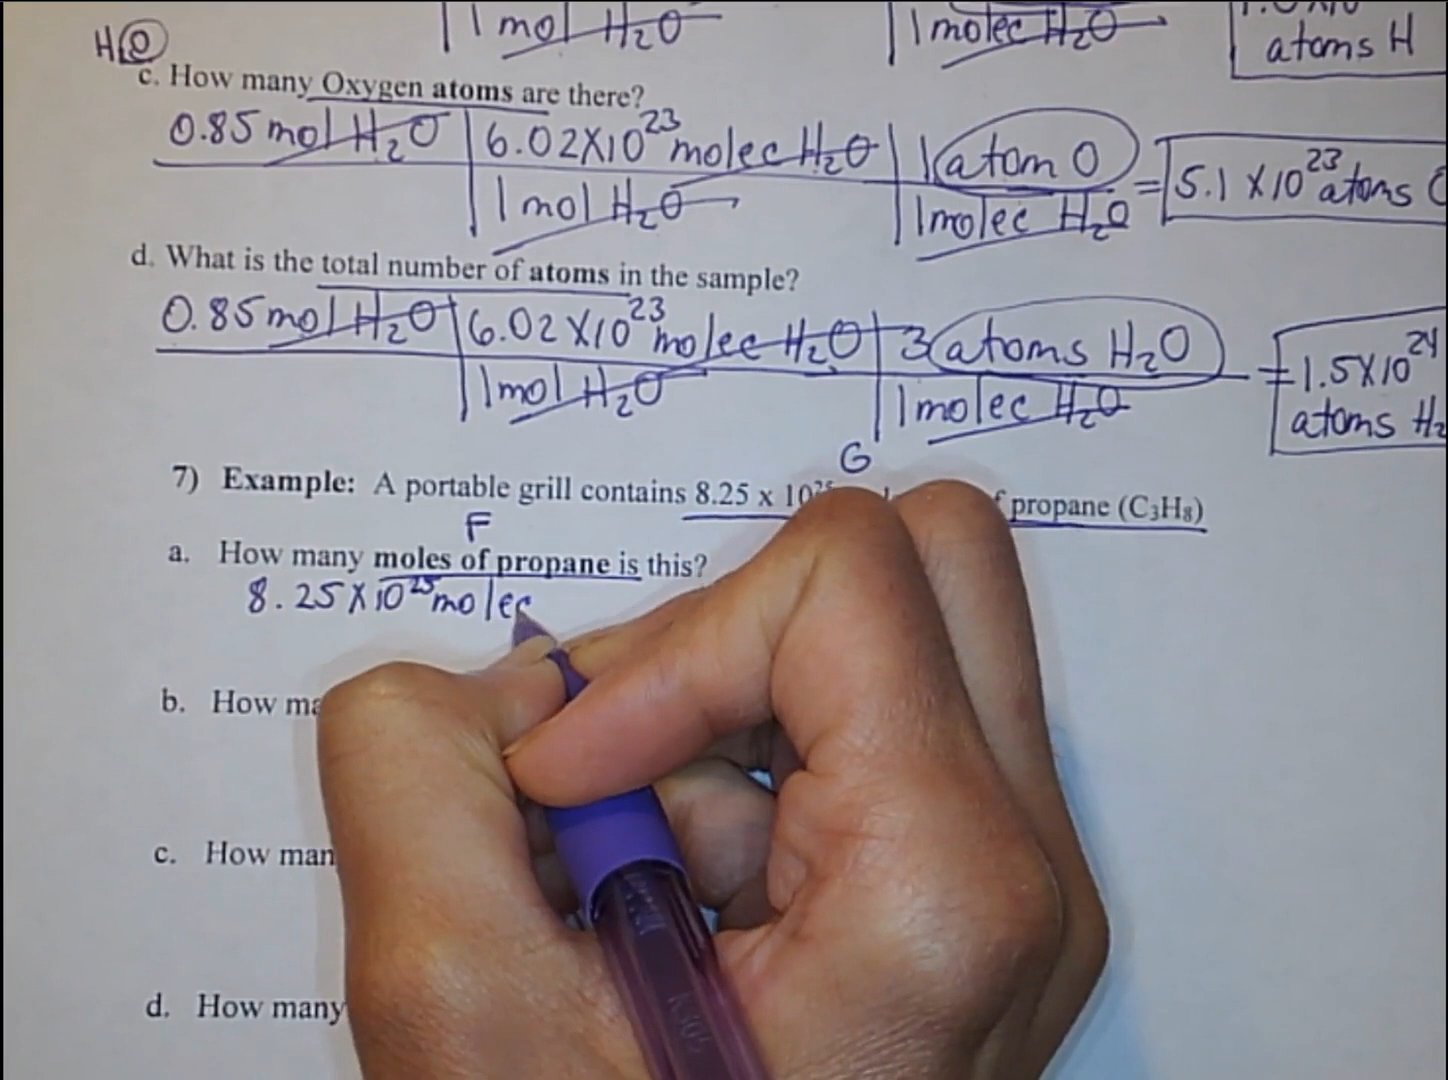 1 mol H₂O 1 molec H₂O
atoms H
H₂O
c. How many Oxygen atoms are there?
0.85 mol H₂O 6.02X10²³ molec H₂O 1 atom O
1 mol H₂O 1 molec H₂O = 5.1 X 10²³ atoms
d. What is the total number of atoms in the sample?
0.85 mol H₂O 6.02 X 10²³ molec H₂O 3 atoms H₂O
1 mol H₂O 1 molec H₂O = 1.5X10²⁴
atoms H₂
G
7) Example: A portable grill contains 8.25 x 10²⁵ propane (C₃H₈)
F
a. How many moles of propane is this?
8.25 X 10²⁵ molec
b. How
c. How
d. How many